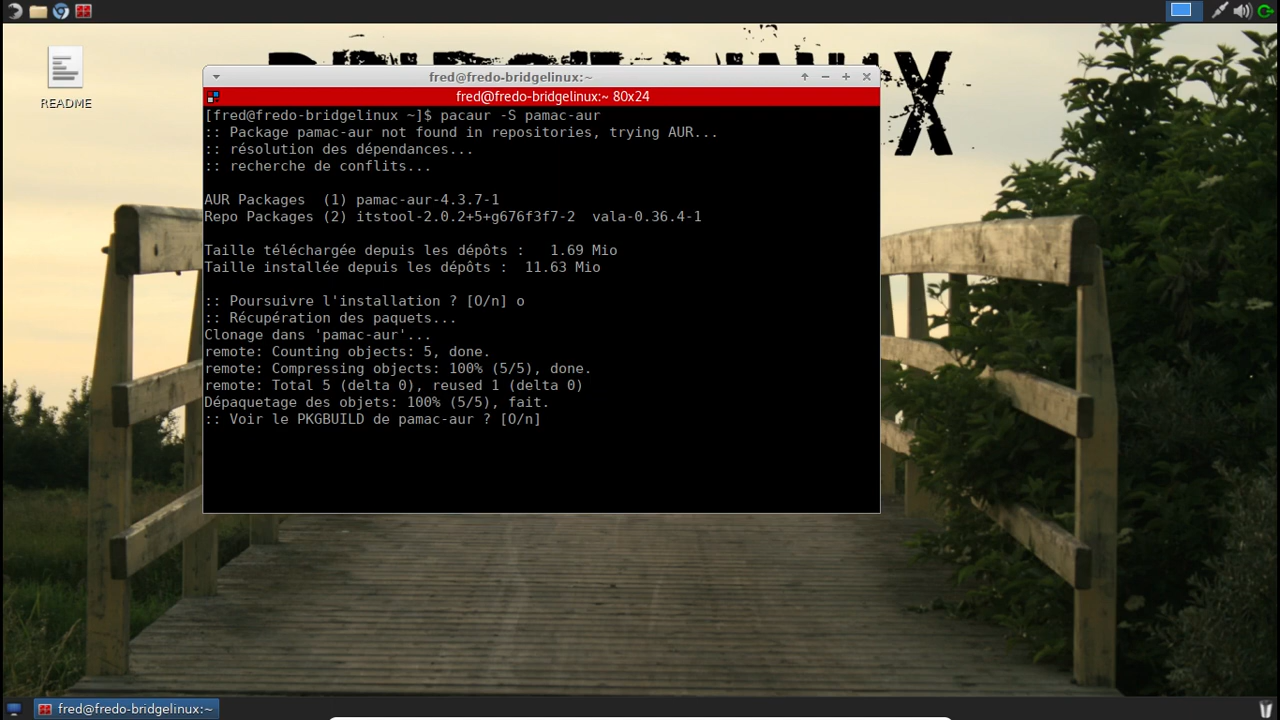 README
fred@fredo-bridgelinux:~
fred@fredo-bridgelinux:~ 80x24
[fred@fredo-bridgelinux ~]$ pacaur -S pamac-aur
:: Package pamac-aur not found in repositories, trying AUR...
:: résolution des dépendances...
:: recherche de conflits...
AUR Packages  (1) pamac-aur-4.3.7-1
Repo Packages (2) itstool-2.0.2+5+g676f3f7-2  vala-0.36.4-1
Taille téléchargée depuis les dépôts :   1.69 Mio
Taille installée depuis les dépôts :  11.63 Mio
:: Poursuivre l'installation ? [O/n] o
:: Récupération des paquets...
Clonage dans 'pamac-aur'...
remote: Counting objects: 5, done.
remote: Compressing objects: 100% (5/5), done.
remote: Total 5 (delta 0), reused 1 (delta 0)
Dépaquetage des objets: 100% (5/5), fait.
:: Voir le PKGBUILD de pamac-aur ? [O/n]
fred@fredo-bridgelinux:~